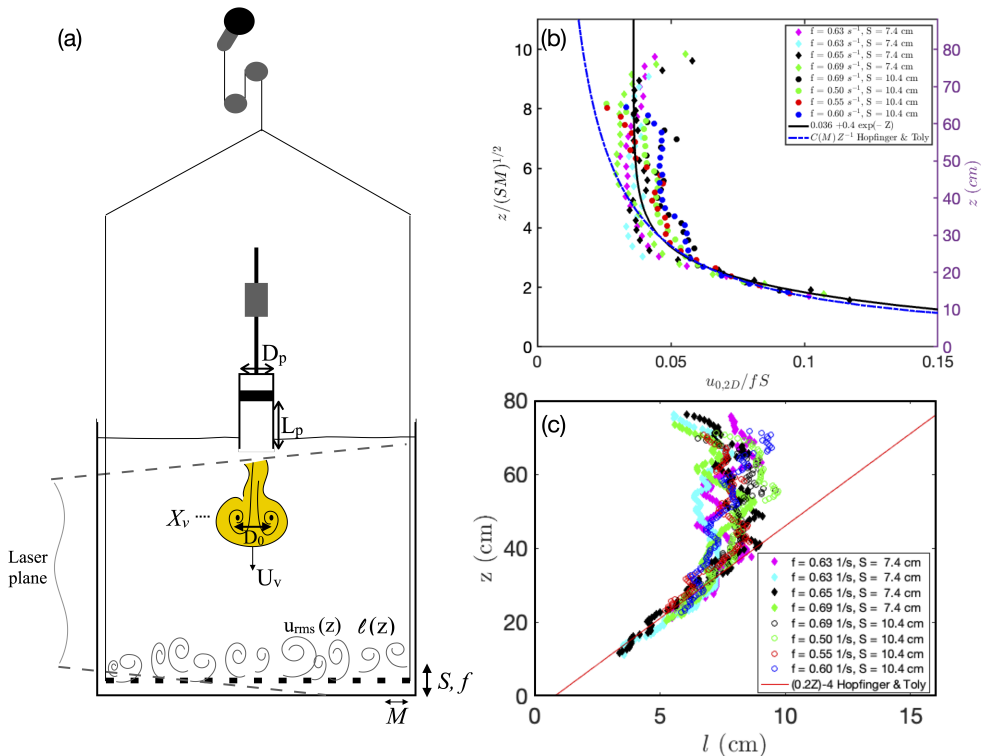 (a)
D_p
L_p
X_v
D_0
U_v
Laser
plane
u_rms(z) ℓ(z)
S, f
M
(b)
11
10
8
6
4
2
0
z/(SM)^{1/2}
0 0.05 0.1 0.15
u_{0,2D}/fS
80
70
60
50
40
30
20
10
0
z (cm)
f = 0.63 s^{-1}, S = 7.4 cm
f = 0.63 s^{-1}, S = 7.4 cm
f = 0.65 s^{-1}, S = 7.4 cm
f = 0.69 s^{-1}, S = 7.4 cm
f = 0.69 s^{-1}, S = 10.4 cm
f = 0.50 s^{-1}, S = 10.4 cm
f = 0.55 s^{-1}, S = 10.4 cm
f = 0.60 s^{-1}, S = 10.4 cm
0.036 +0.4 exp(− Z)
C(M) Z^{-1} Hopfinger & Toly
(c)
80
60
40
20
0
z (cm)
0 5 10 15
l (cm)
f = 0.63 1/s, S = 7.4 cm
f = 0.63 1/s, S = 7.4 cm
f = 0.65 1/s, S = 7.4 cm
f = 0.69 1/s, S = 7.4 cm
f = 0.69 1/s, S = 10.4 cm
f = 0.50 1/s, S = 10.4 cm
f = 0.55 1/s, S = 10.4 cm
f = 0.60 1/s, S = 10.4 cm
(0.2Z)-4 Hopfinger & Toly